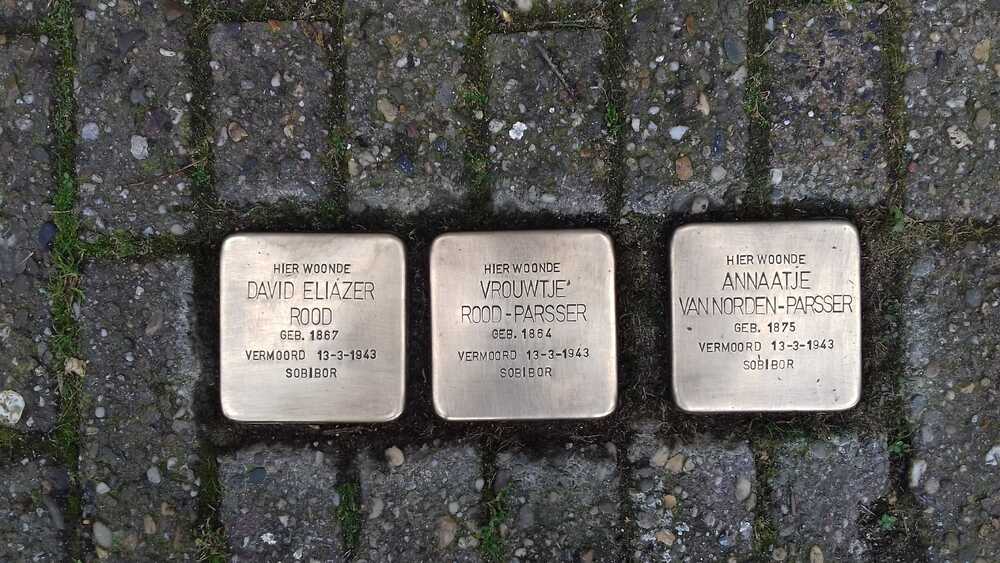 HIER WOONDE
DAVID ELIAZER
ROOD
GEB. 1867
VERMOORD 13-3-1943
SOBIBOR
HIER WOONDE
VROUWTJE
ROOD-PARSSER
GEB. 1864
VERMOORD 13-3-1943
SOBIBOR
HIER WOONDE
ANNAATJE
VAN NORDEN-PARSSER
GEB. 1875
VERMOORD 13-3-1943
SOBIBOR